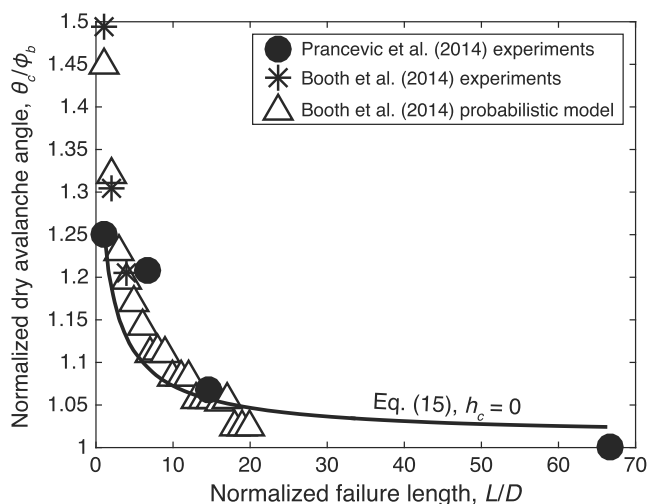 1.5
1.45
1.4
1.35
1.3
1.25
1.2
1.15
1.1
1.05
1
Normalized dry avalanche angle, θc/ϕb
Prancevic et al. (2014) experiments
Booth et al. (2014) experiments
Booth et al. (2014) probabilistic model
Eq. (15), hc = 0
0 10 20 30 40 50 60 70
Normalized failure length, L/D